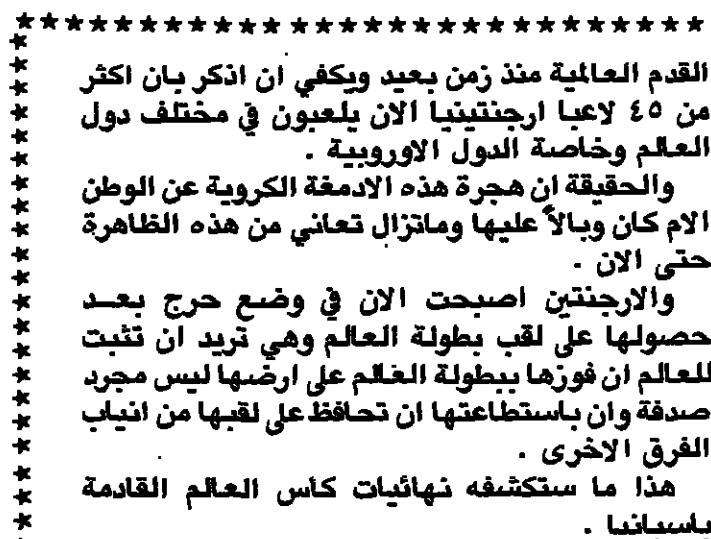 القدم العالمية منذ زمن بعيد ويكفي ان اذكر بان اكثر
من ٤٥ لاعبا ارجنتينيا الان يلعبون في مختلف دول
العالم وخاصة الدول الاوروبية .
والحقيقة ان هجرة هذه الادمغة الكروية عن الوطن
الام كان وبالاً عليها وماتزال تعاني من هذه الظاهرة
حتى الان .
والارجنتين اصبحت الان في وضع حرج بعد
حصولها على لقب بطولة العالم وهي تريد ان تثبت
للعالم ان فوزها ببطولة العالم على ارضها ليس مجرد
صدفة وان باستطاعتها ان تحافظ على لقبها من انياب
الفرق الاخرى .
هذا ما ستكشفه نهائيات كأس العالم القادمة
باسبانيا .